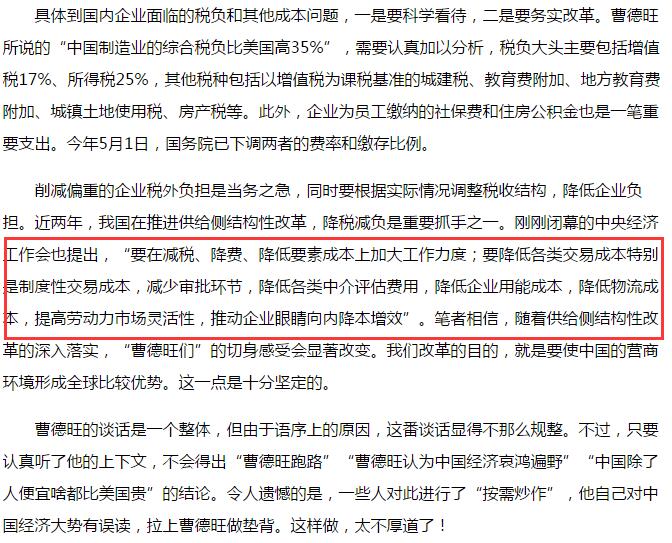 具体到国内企业面临的税负和其他成本问题，一是要科学看待，二是要务实改革。曹德旺
所说的“中国制造业的综合税负比美国高35%”，需要认真加以分析，税负大头主要包括增值
税17%、所得税25%，其他税种包括以增值税为课税基准的城建税、教育费附加、地方教育费
附加、城镇土地使用税、房产税等。此外，企业为员工缴纳的社保费和住房公积金也是一笔重
要支出。今年5月1日，国务院已下调两者的费率和缴存比例。
削减偏重的企业税外负担是当务之急，同时要根据实际情况调整税收结构，降低企业负
担。近两年，我国在推进供给侧结构性改革，降税减负是重要抓手之一。刚刚闭幕的中央经济
工作会也提出，“要在减税、降费、降低要素成本上加大工作力度；要降低各类交易成本特别
是制度性交易成本，减少审批环节，降低各类中介评估费用，降低企业用能成本，降低物流成
本，提高劳动力市场灵活性，推动企业眼睛向内降本增效”。笔者相信，随着供给侧结构性改
革的深入落实，“曹德旺们”的切身感受会显著改变。我们改革的目的，就是要使中国的营商
环境形成全球比较优势。这一点是十分坚定的。
曹德旺的谈话是一个整体，但由于语序上的原因，这番谈话显得不那么规整。不过，只要
认真听了他的上下文，不会得出“曹德旺跑路”“曹德旺认为中国经济哀鸿遍野”“中国除了
人便宜啥都比美国贵”的结论。令人遗憾的是，一些人对此进行了“按需炒作”，他自己对中
国经济大势有误读，拉上曹德旺做垫背。这样做，太不厚道了！